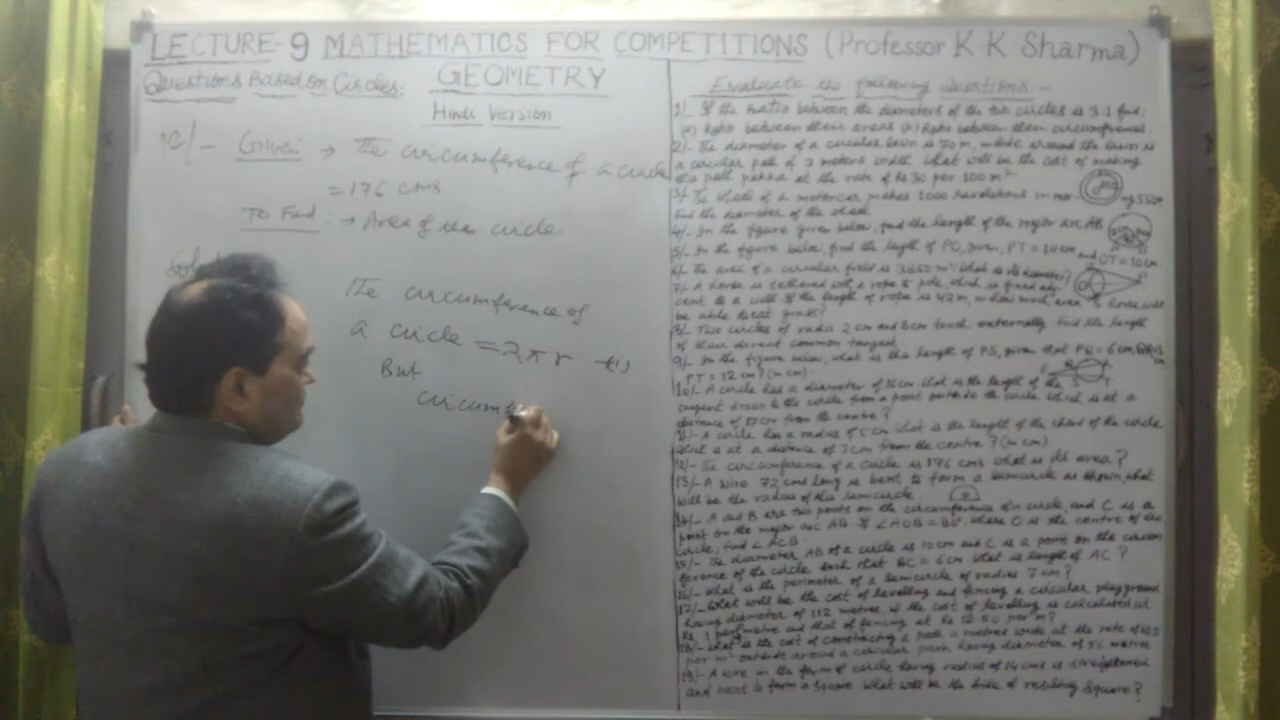 LECTURE-9 MATHEMATICS FOR COMPETITIONS (Professor K K Sharma)
Questions Based on Circles:
GEOMETRY
Hindi Version
12/- Given → The circumference of a circle
= 176 cms
To Find: → Area of the circle
The circumference of
a circle = 2πr
But
circum
Evaluate the following Questions:-
1/- If the ratio between the diameters of the two circles is 3:1 find:
(a) Ratio between their areas (b) Ratio between their circumferences
2/- The diameter of a circular lawn is 70 m, outside around the lawn is
a circular path of 7 meters width. What will be the cost of making
this path pakka at the rate of Rs 30 per 100 m²
3/- The wheel of a motorcar makes 1000 revolutions in
Find the diameter of the wheel
4/- In the figure given below, find the length of the major arc AB
5/- In the figure below, find the length of PO, given, PT = 14 cm, and OT = 10 cm.
6/- The area of a circular field is 3850 m². What is its diameter?
7/- A horse is tethered with a rope to pole, which is fixed adj
cent to a wall. If the length of rope is 42 m, in how much area horse will
be able to eat grass?
8/- Two circles of radii 2 cm and 8 cm touch externally. Find the length
of their direct common tangent
9/- In the figure below, what is the length of PS, given that PR = 6 cm,
PT = 12 cm? (in cm)
10/- A circle has a diameter of 16 cm. What is the length of the
tangent drawn to the circle from a point outside the circle which is at a
distance of cm from the centre?
11/- A circle has a radius of 5 cm. What is the length of the chord of the circle
which is at a distance of 3 cm from the centre? (in cm)
12/- The circumference of a circle is 176 cms. What is its area?
13/- A wire 72 cms long is bent to form a semicircle as shown, what
will be the radius of this semicircle
14/- A and B are two points on the circumference of a circle, and C is a
point on the major arc AB. If ∠AOB = 80°, where O is the centre of the
circle, find ∠ACB
15/- The diameter AB of a circle is 10 cm and C is a point on the circum
ference of the circle such that BC = 6 cm. What is length of AC?
16/- What is the perimeter of a semicircle of radius 7 cm?
17/- What will be the cost of levelling and fencing a circular playground
having diameter of 112 metres if the cost of levelling is calculated at
Rs 1 per metre and that of fencing at Rs 12.50 per m?
18/- What is the cost of constructing a path metres wide at the rate of Rs 5
per m² outside around a circular park having diameter of 56 metres
19/- A wire in the form of circle having radius of 14 cms is straightened
and bent to form a square. What will be the side of resulting square?